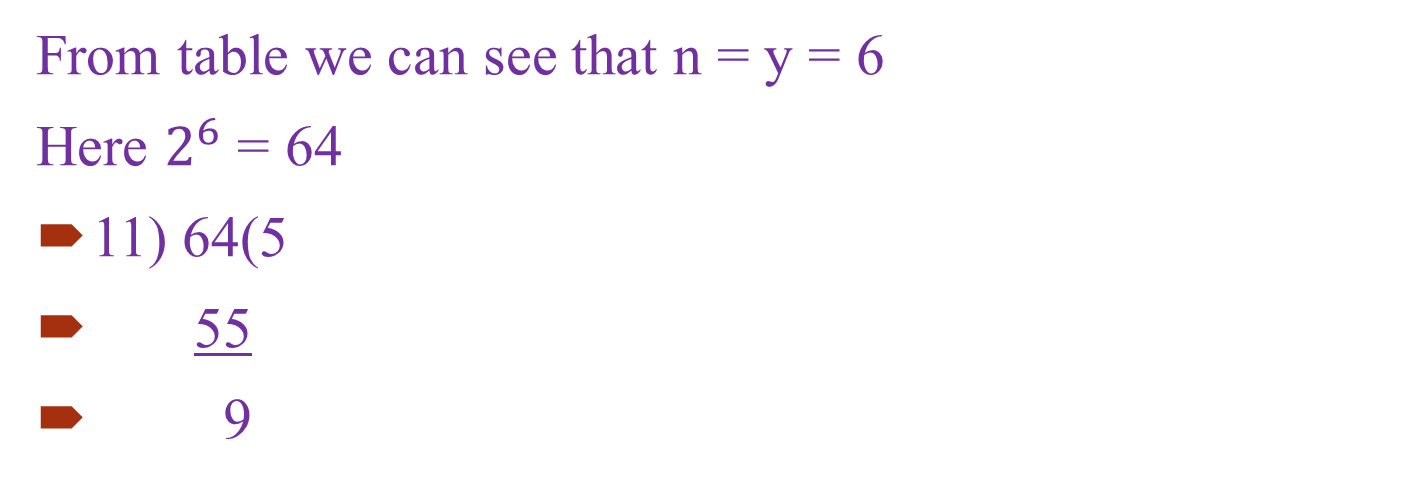 From table we can see that n = y = 6
Here 2⁶ = 64
11) 64(5
55
9